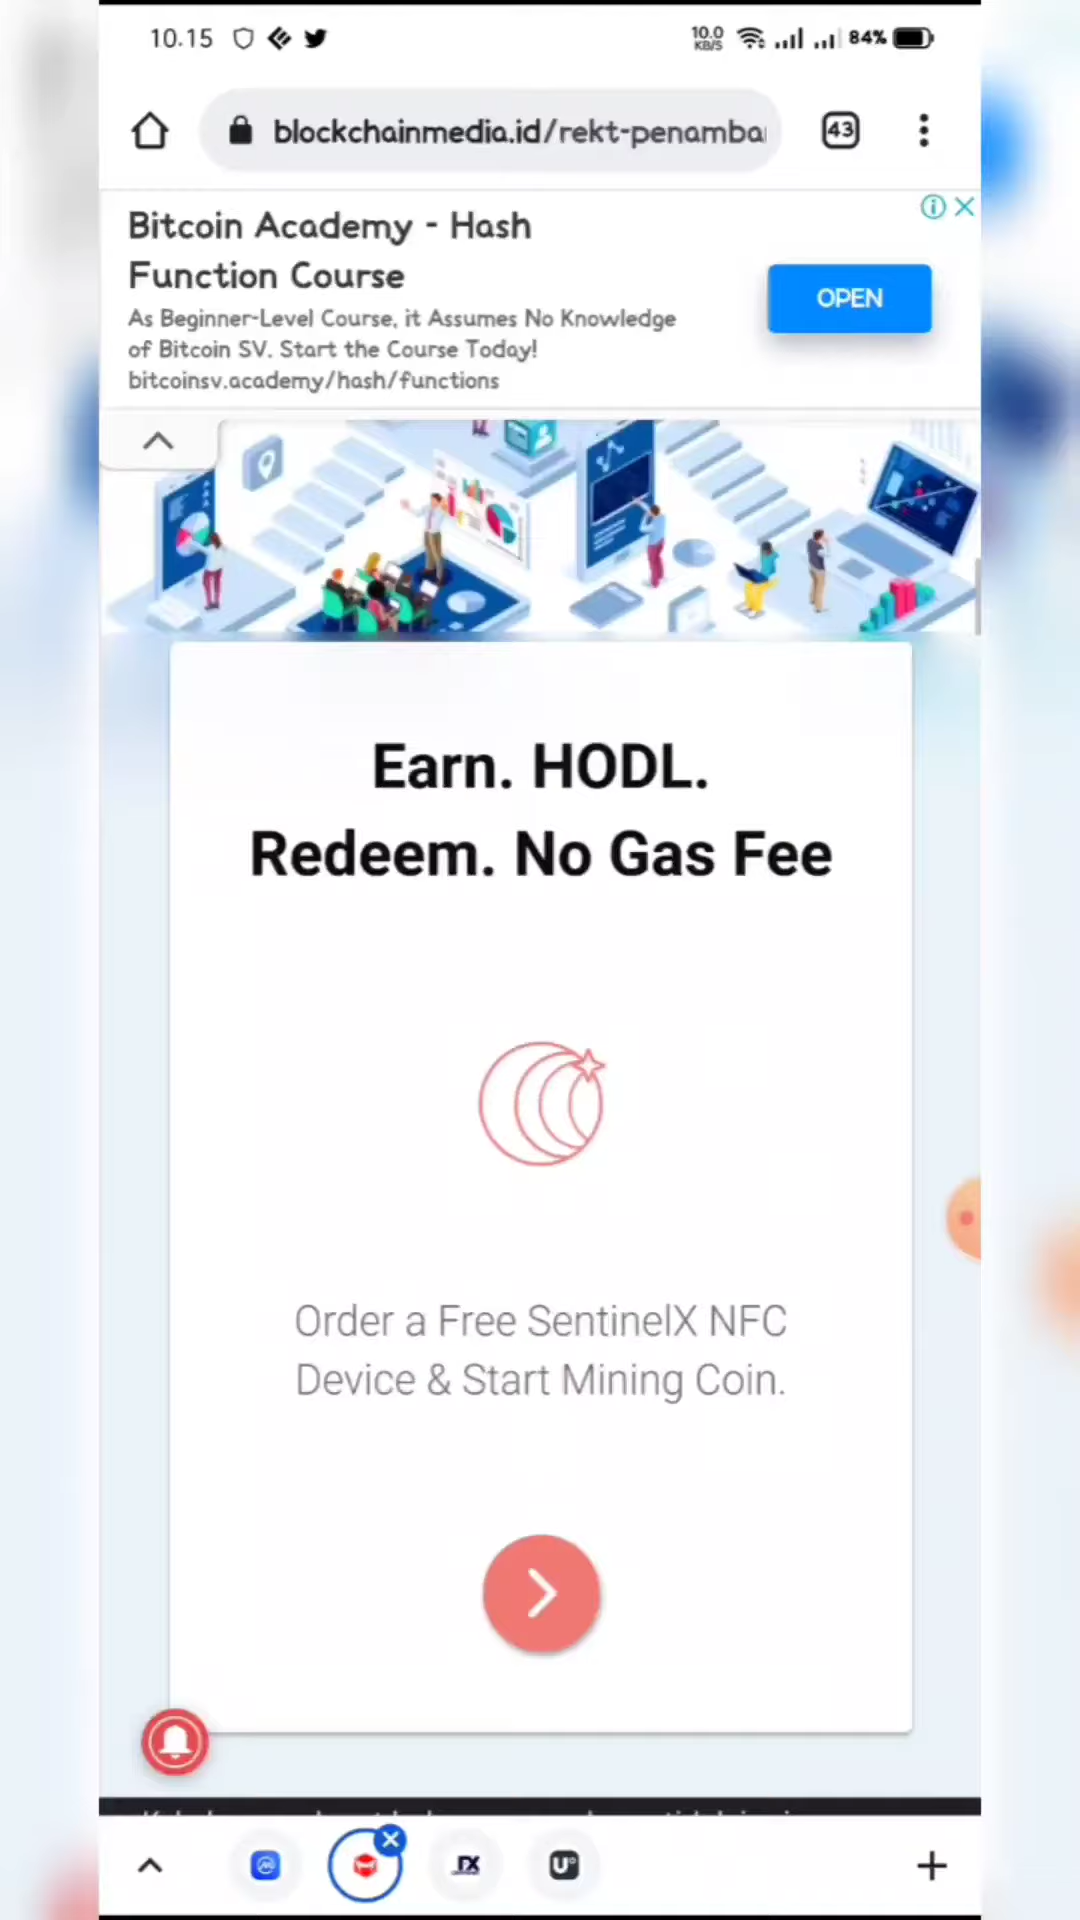 10.15
10.0
KB/S
84%
blockchainmedia.id/rekt-penamba
43
Bitcoin Academy - Hash
Function Course
As Beginner-Level Course, it Assumes No Knowledge
of Bitcoin SV. Start the Course Today!
bitcoinsv.academy/hash/functions
OPEN
Earn. HODL.
Redeem. No Gas Fee
Order a Free SentinelX NFC
Device & Start Mining Coin.